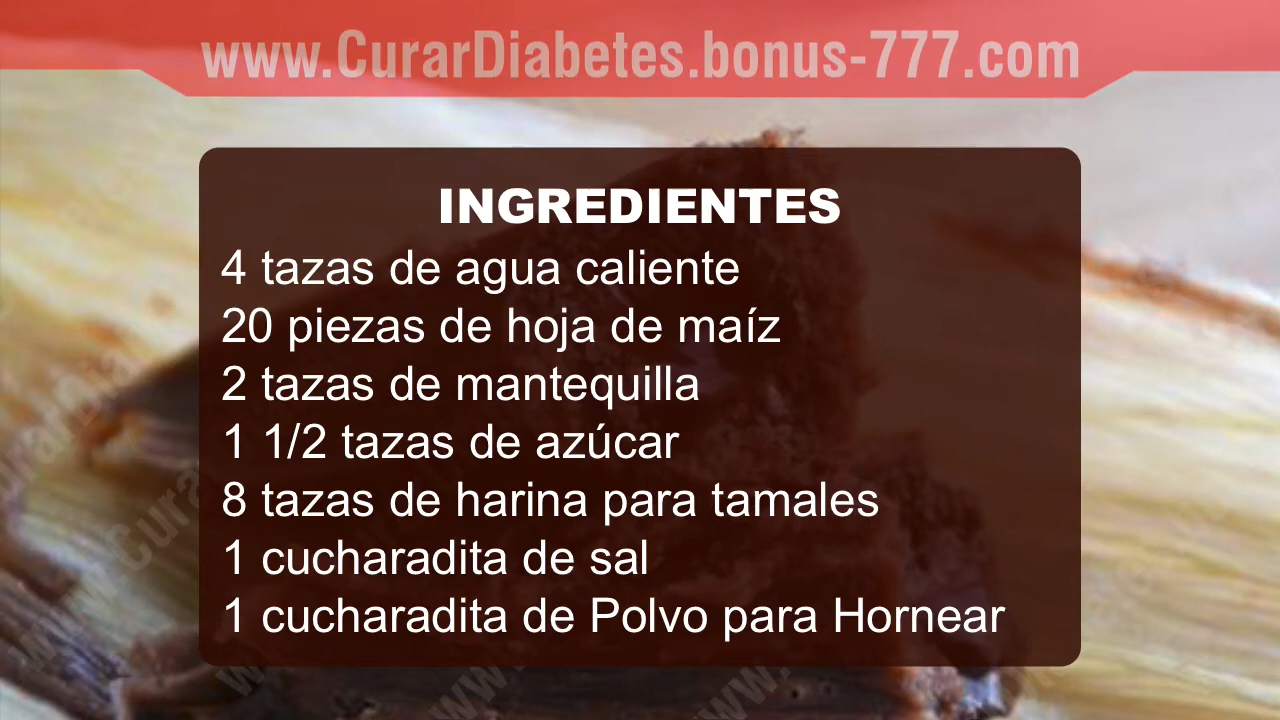 www.CurarDiabetes.bonus-777.com
INGREDIENTES
4 tazas de agua caliente
20 piezas de hoja de maíz
2 tazas de mantequilla
1 1/2 tazas de azúcar
8 tazas de harina para tamales
1 cucharadita de sal
1 cucharadita de Polvo para Hornear